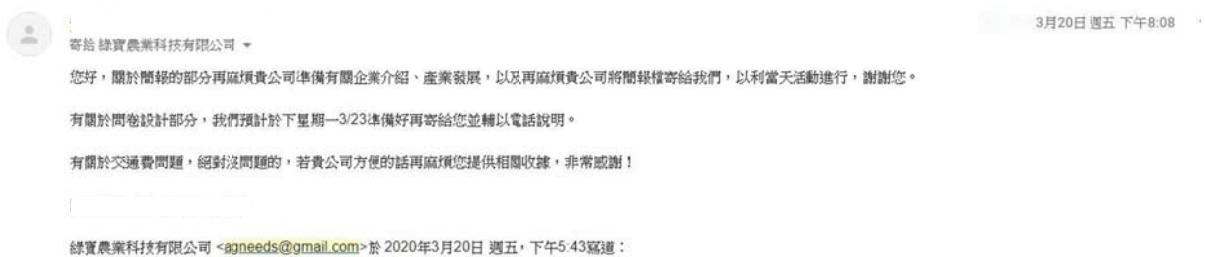 3月20日 週五 下午8:08
寄給 綠寶農業科技有限公司
您好,關於簡報的部分再麻煩貴公司準備有關企業介紹、產業發展,以及再麻煩貴公司將簡報檔寄給我們,以利當天活動進行,謝謝您。
有關於問卷設計部分,我們預計於下星期一3/23準備好再寄給您並輔以電話說明。
有關於交通費問題,絕對沒問題的,若貴公司方便的話再麻煩您提供相關收據,非常感謝!
綠寶農業科技有限公司 <agneeds@gmail.com>於 2020年3月20日 週五,下午5:43寫道: